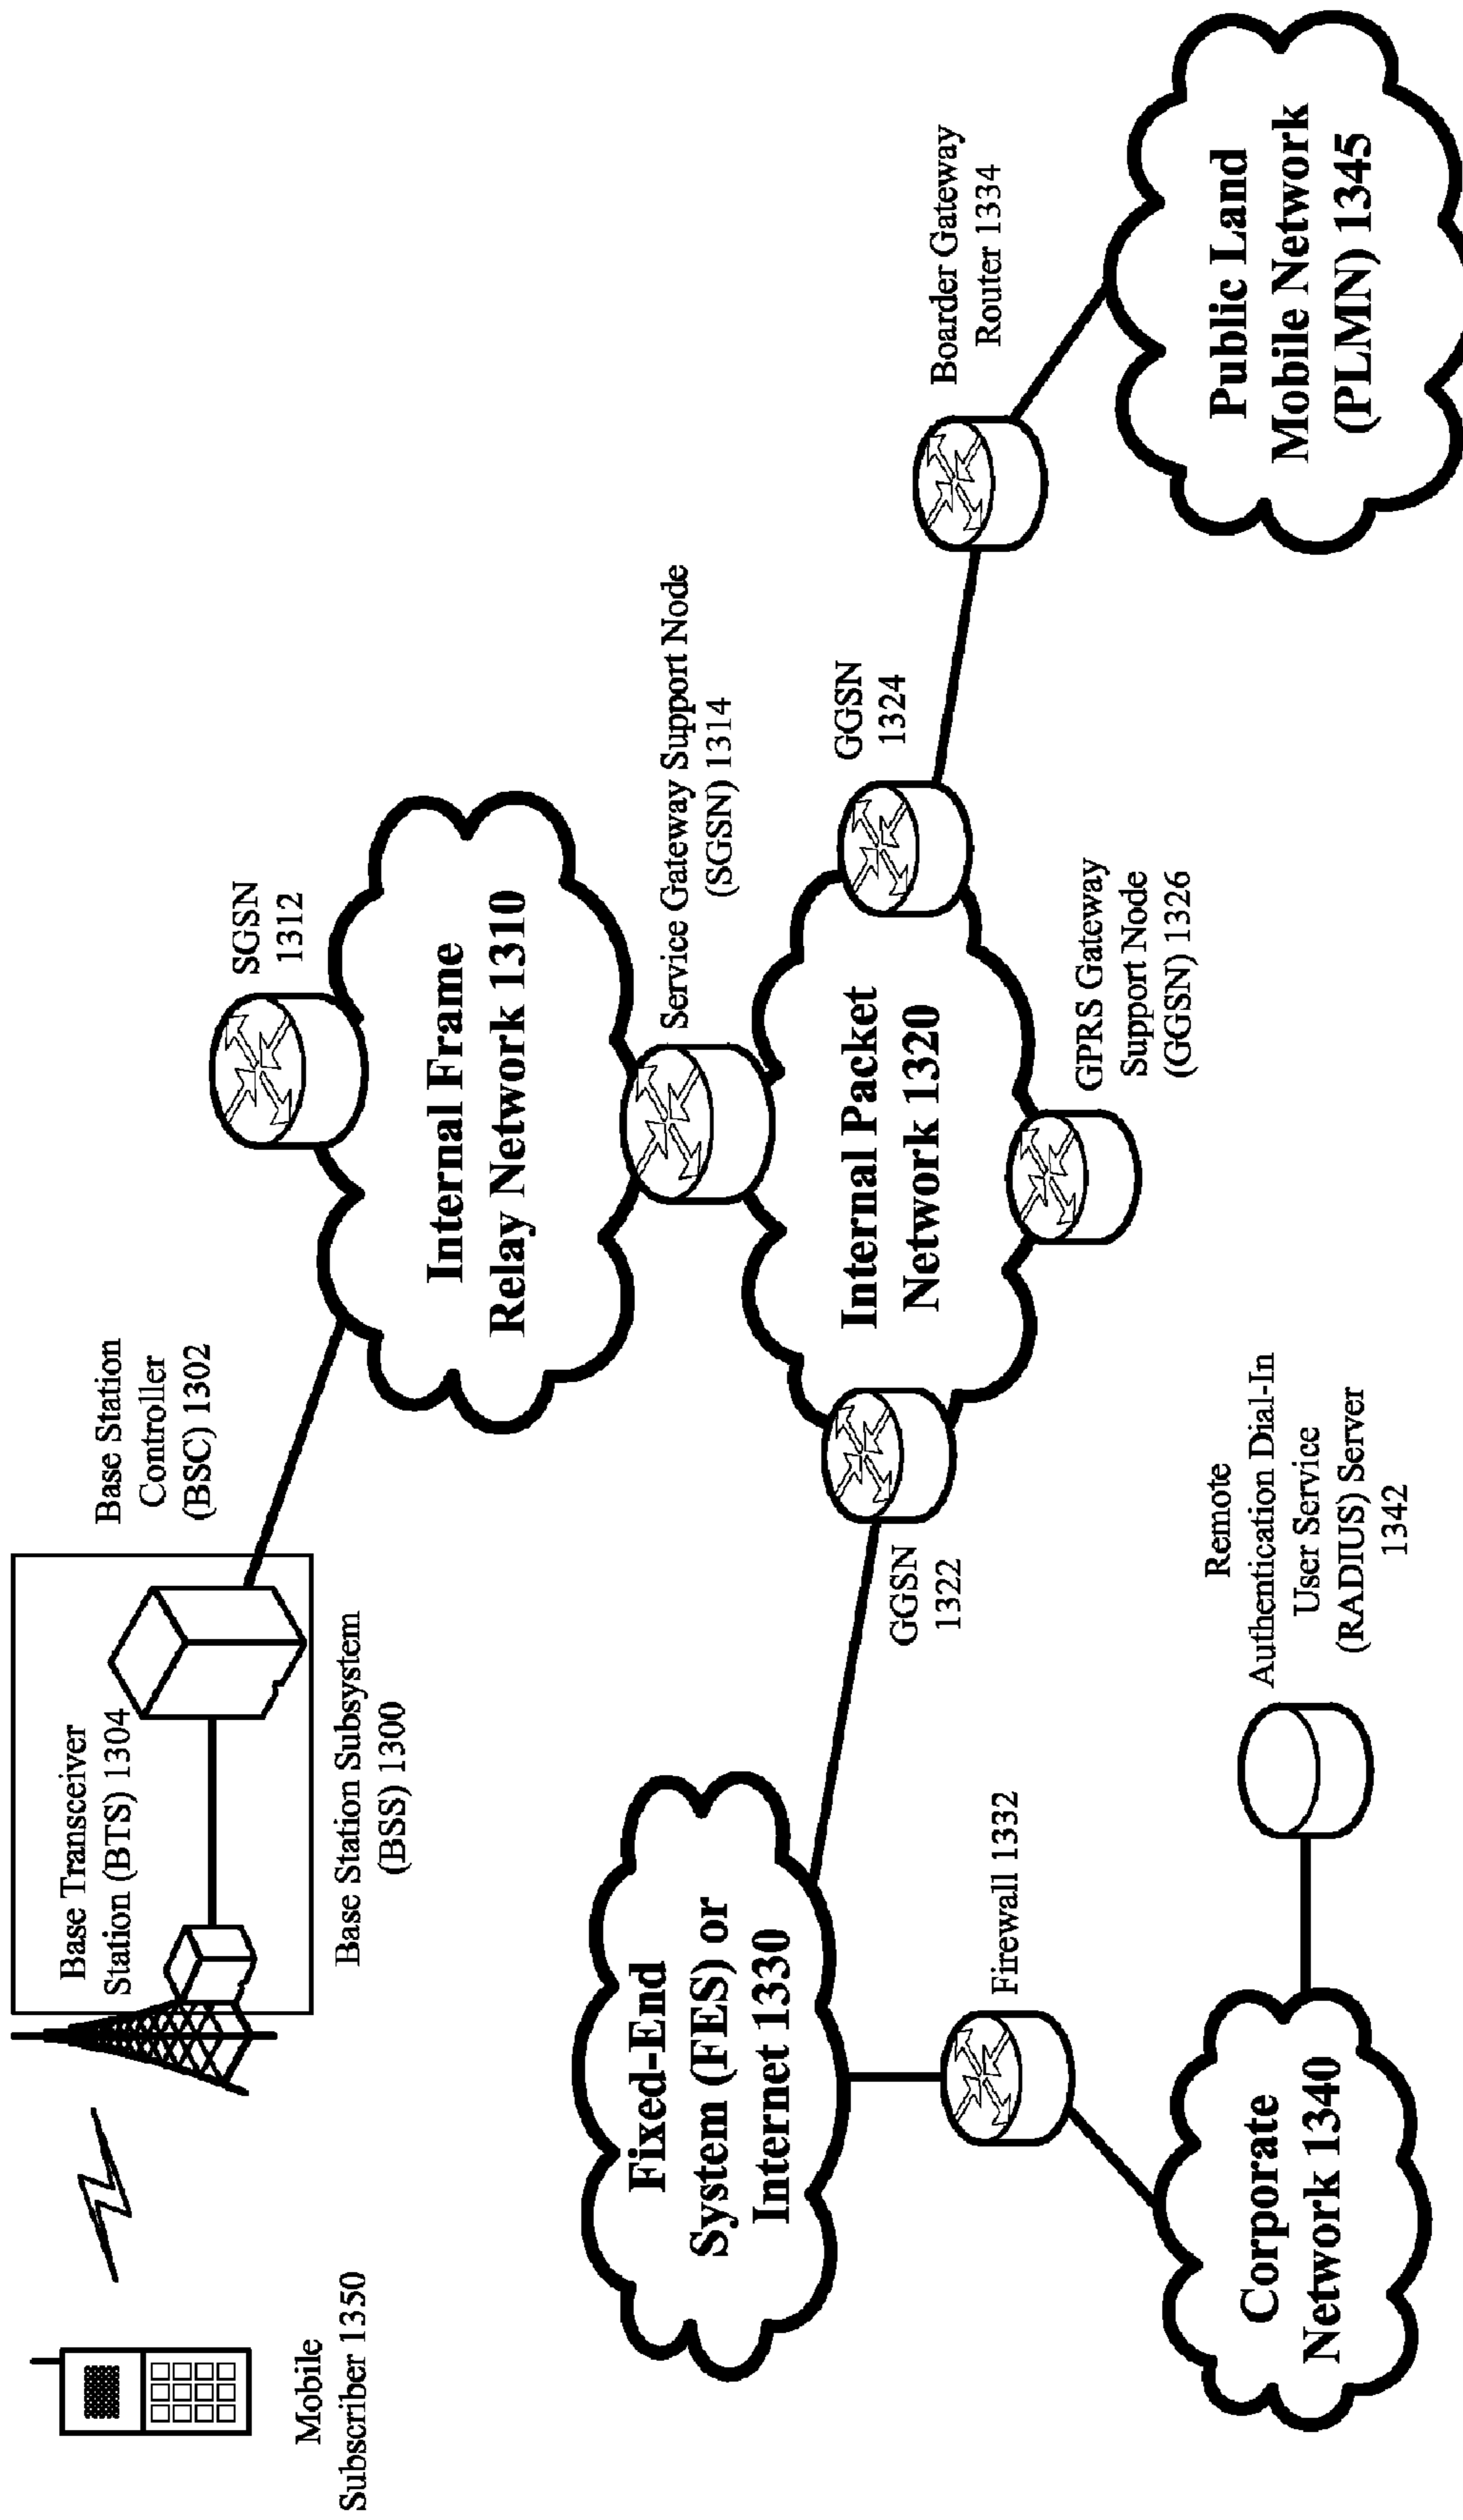 Mobile
Subscriber 1350
Base Transceiver
Station (BTS) 1304
Base Station Subsystem
(BSS) 1300
Base Station
Controller
(BSC) 1302
SGSN
1312
Internal Frame
Relay Network 1310
Service Gateway Support Node
(SGSN) 1314
Fixed-End
System (FES) or
Internet 1330
GGSN
1322
Internal Packet
Network 1320
GGSN
1324
Boarder Gateway
Router 1334
Firewall 1332
GPRS Gateway
Support Node
(GGSN) 1326
Corporate
Network 1340
Remote
Authentication Dial-In
User Service
(RADIUS) Server
1342
Public Land
Mobile Network
(PLMN) 1345